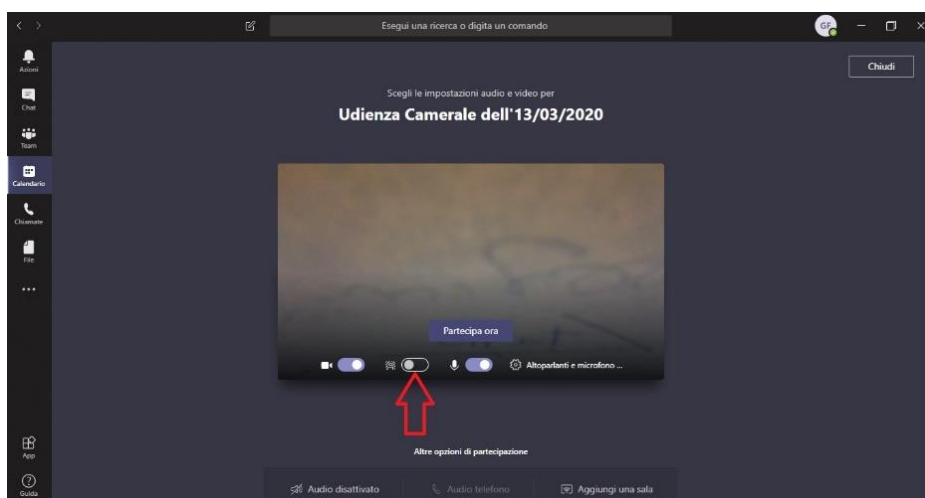 Esegui una ricerca o digita un comando
GF
Azioni
Chiudi
Chat
Scegli le impostazioni audio e video per
Udienza Camerale dell'13/03/2020
Team
Calendario
Chiamate
File
Partecipa ora
Altoparlanti e microfono ...
Altre opzioni di partecipazione
App
Audio disattivato
Audio telefono
Aggiungi una sala
Guida